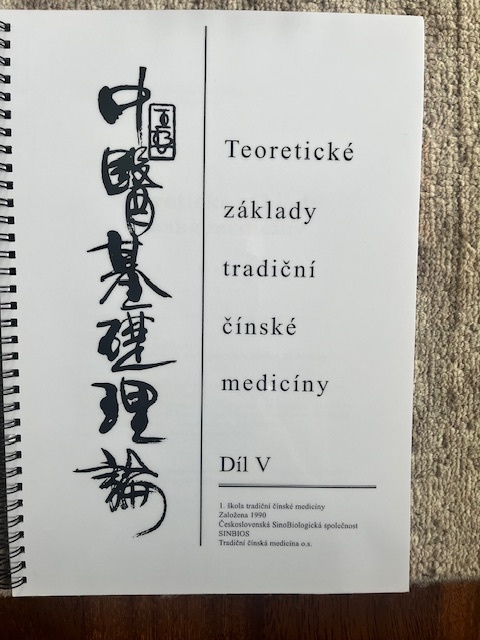 中醫基礎理論
Teoretické
základy
tradiční
čínské
medicíny
Díl V
1. škola tradiční čínské medicíny
Založena 1990
Československá SinoBiologická společnost
SINBIOS
Tradiční čínská medicína o.s.